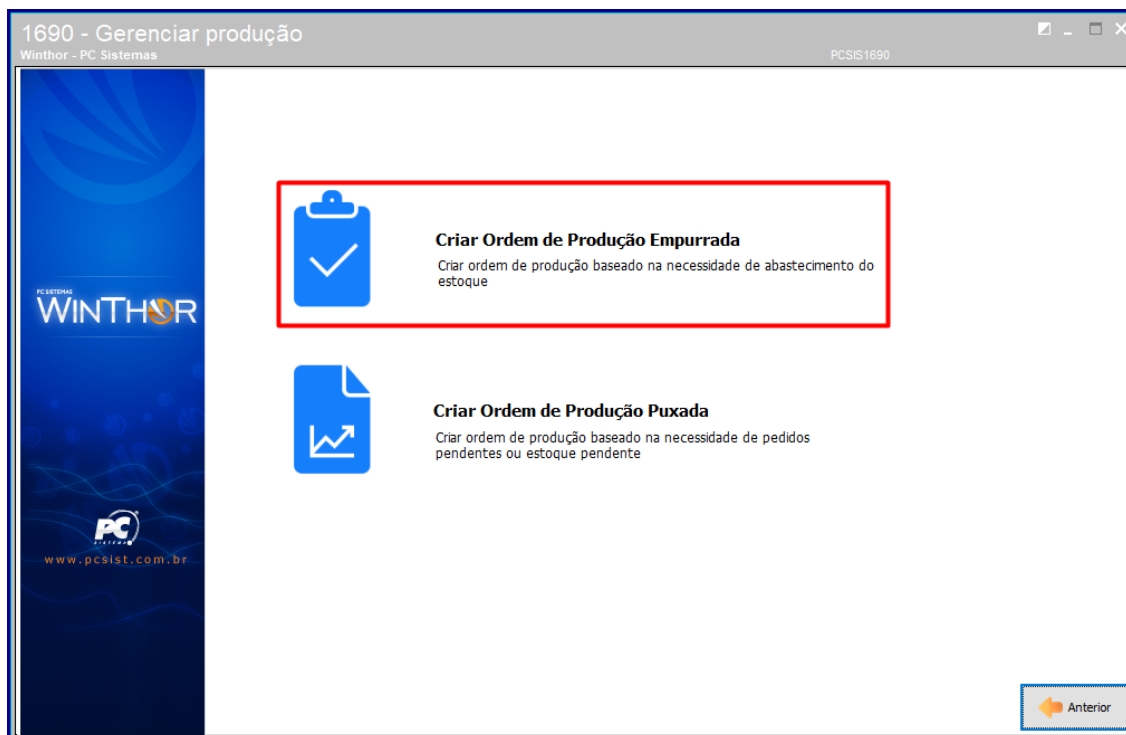 1690 - Gerenciar produção
Winthor - PC Sistemas
PCSIS1690
Criar Ordem de Produção Empurrada
Criar ordem de produção baseado na necessidade de abastecimento do
estoque
PC SISTEMAS
WINTHOR
Criar Ordem de Produção Puxada
Criar ordem de produção baseado na necessidade de pedidos
pendentes ou estoque pendente
PC
SISTEMAS
www.pcsist.com.br
Anterior